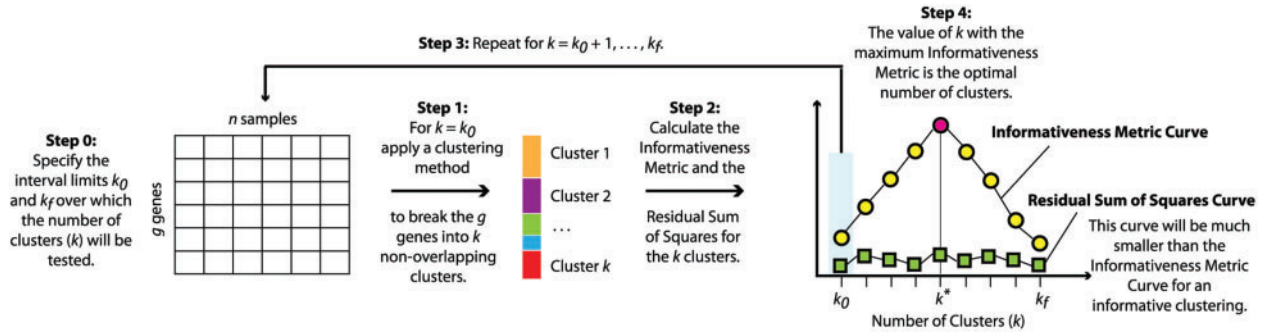 Step 0:
Specify the
interval limits k0
and kf over which
the number of
clusters (k) will be
tested.
n samples
g genes
Step 3: Repeat for k = k0 + 1, . . . , kf.
Step 1:
For k = k0
apply a clustering
method
to break the g
genes into k
non-overlapping
clusters.
Cluster 1
Cluster 2
. . .
Cluster k
Step 2:
Calculate the
Informativeness
Metric and the
Residual Sum
of Squares for
the k clusters.
Step 4:
The value of k with the
maximum Informativeness
Metric is the optimal
number of clusters.
Informativeness Metric Curve
Residual Sum of Squares Curve
This curve will be much
smaller than the
Informativeness Metric
Curve for an
informative clustering.
k0
k*
kf
Number of Clusters (k)